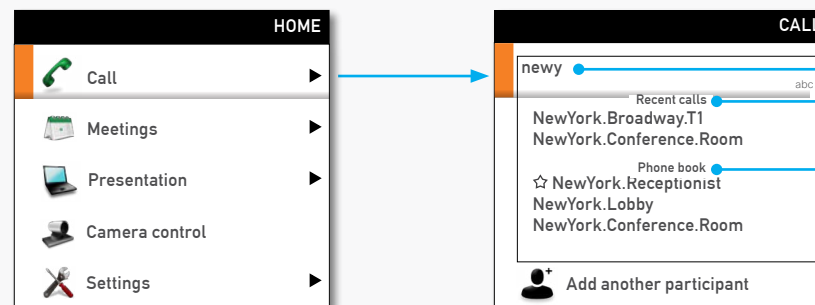 HOME
Call
Meetings
Presentation
Camera control
Settings
CALL
newy
abc
Recent calls
NewYork.Broadway.T1
NewYork.Conference.Room
Phone book
NewYork.Receptionist
NewYork.Lobby
NewYork.Conference.Room
Add another participant